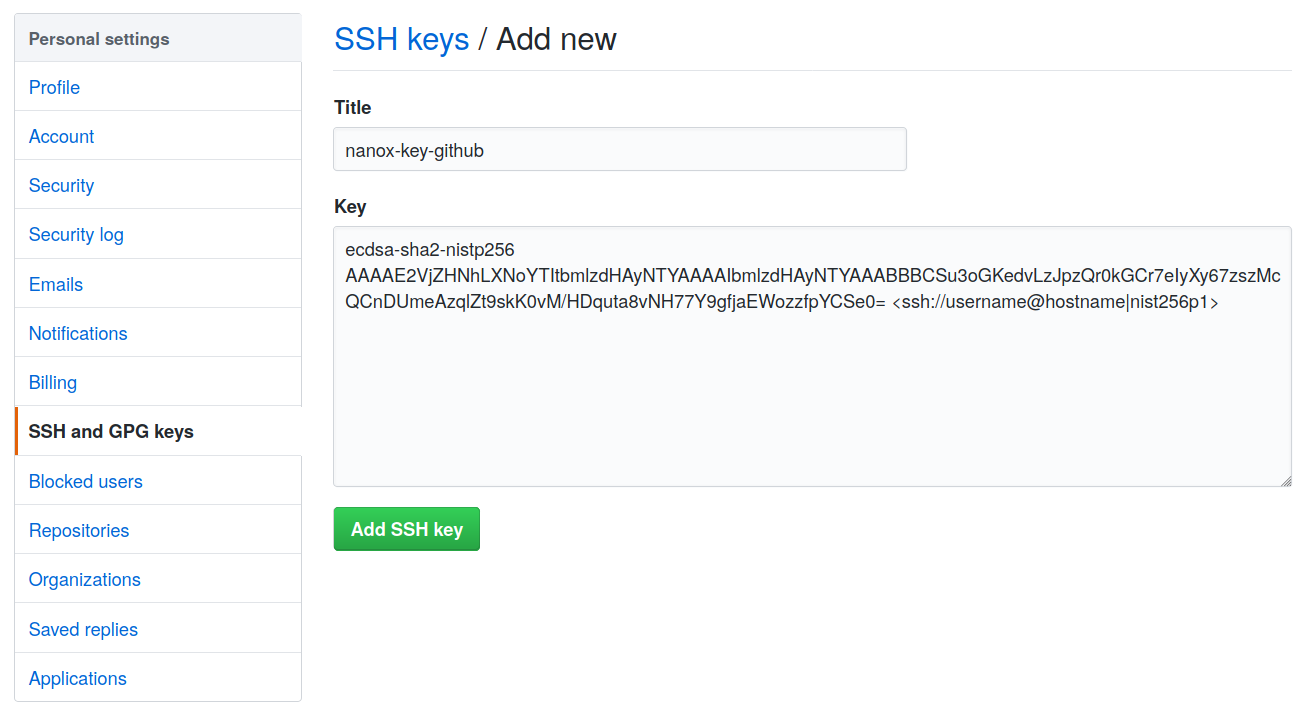 Personal settings
Profile
Account
Security
Security log
Emails
Notifications
Billing
SSH and GPG keys
Blocked users
Repositories
Organizations
Saved replies
Applications
SSH keys / Add new
Title
nanox-key-github
Key
ecdsa-sha2-nistp256
AAAAE2VjZHNhLXNoYTItbmlzdHAyNTYAAAAIbmlzdHAyNTYAAABBBCSu3oGKedvLzJpzQr0kGCr7eIyXy67zszMc
QCnDUmeAzqlZt9skK0vM/HDquta8vNH77Y9gfjaEWozzfpYCSe0= <ssh://username@hostname|nist256p1>
Add SSH key